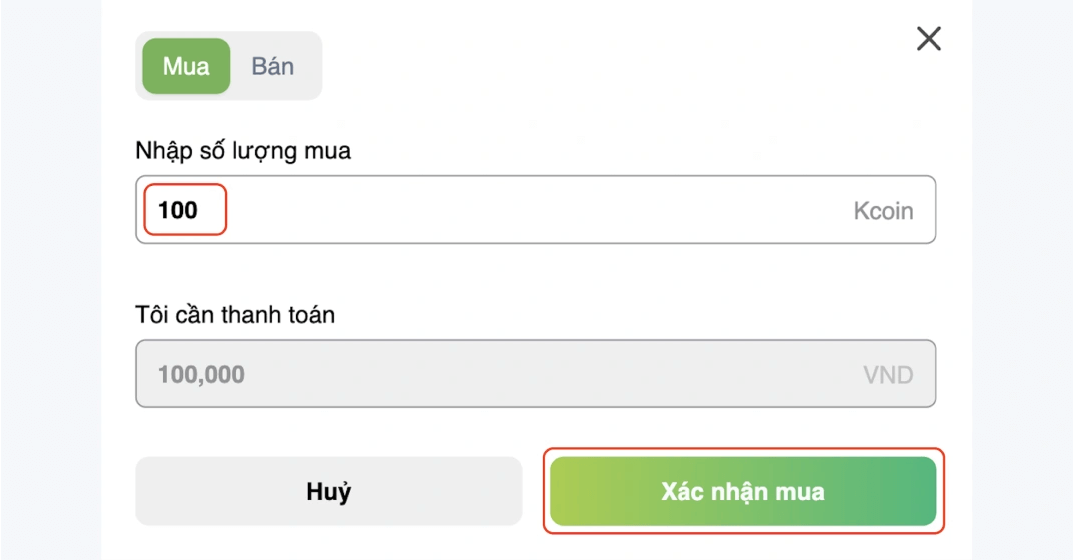 Mua Bán
Nhập số lượng mua
100 Kcoin
Tôi cần thanh toán
100,000 VND
Huỷ Xác nhận mua